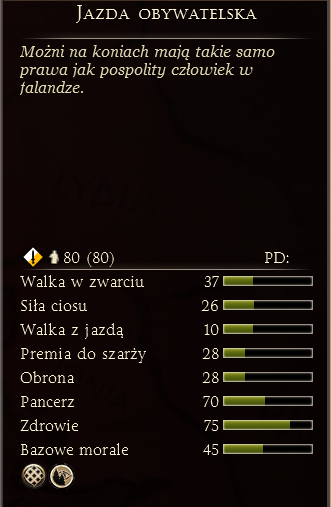 Jazda obywatelska
Możni na koniach mają takie samo
prawa jak pospolity człowiek w
falandze.
80 (80) PD:
Walka w zwarciu 37
Siła ciosu 26
Walka z jazdą 10
Premia do szarży 28
Obrona 28
Pancerz 70
Zdrowie 75
Bazowe morale 45